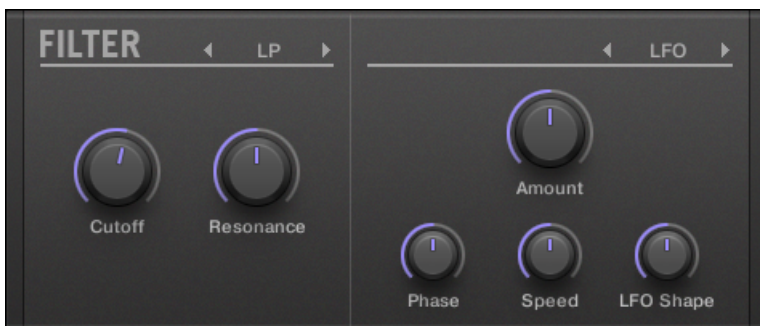 FILTER
LP
LFO
Cutoff
Resonance
Amount
Phase
Speed
LFO Shape